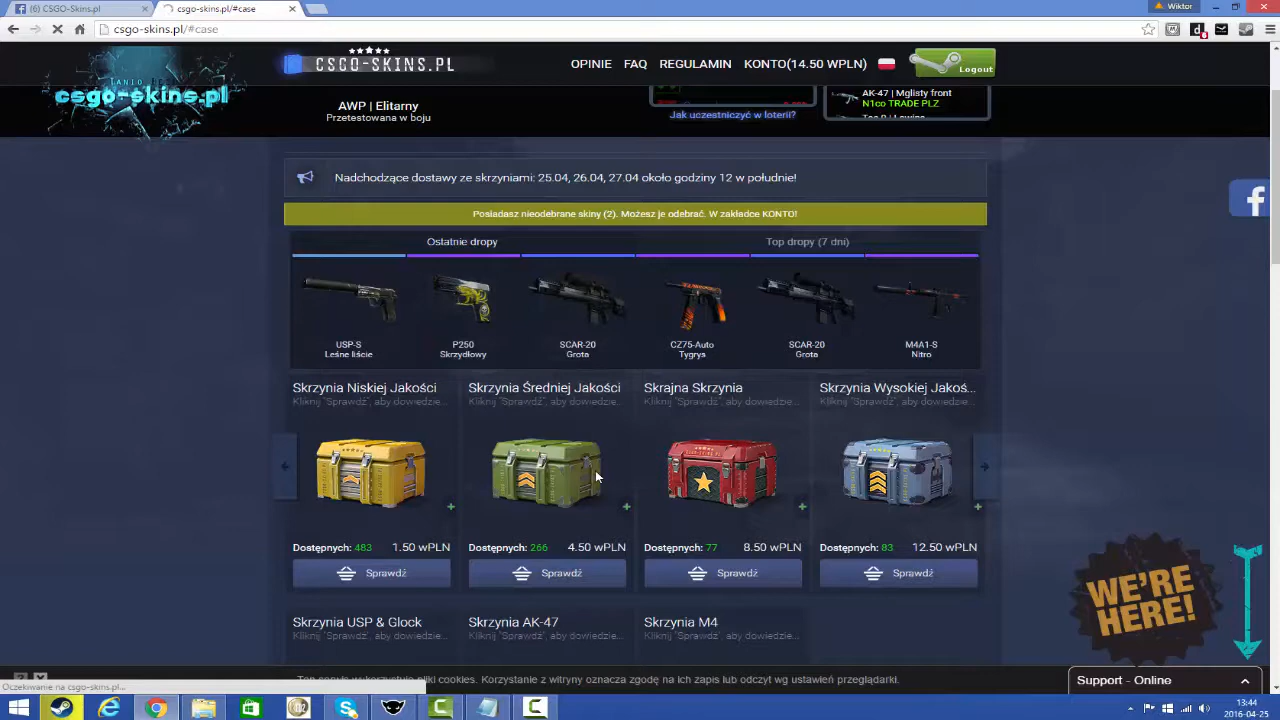 (6) CSGO-Skins.pl
csgo-skins.pl/#case
Wiktor
csgo-skins.pl/#case
TANIO
csgo-skins.pl
CSGO-SKINS.PL
OPINIE FAQ REGULAMIN KONTO(14.50 WPLN)
Logout
AWP | Elitarny
Przetestowana w boju
Jak uczestniczyć w loterii?
AK-47 | Mglisty front
N1co TRADE PLZ
Nadchodzące dostawy ze skrzyniami: 25.04, 26.04, 27.04 około godziny 12 w południe!
Posiadasz nieodebrane skiny (2). Możesz je odebrać. W zakładce KONTO!
Ostatnie dropy
Top dropy (7 dni)
USP-S
Leśne liście
P250
Skrzydłowy
SCAR-20
Grota
CZ75-Auto
Tygrys
SCAR-20
Grota
M4A1-S
Nitro
Skrzynia Niskiej Jakości
Kliknij "Sprawdź", aby dowiedzie...
Skrzynia Średniej Jakości
Kliknij "Sprawdź", aby dowiedzie...
Skrajna Skrzynia
Kliknij "Sprawdź", aby dowiedzie...
Skrzynia Wysokiej Jakoś...
Kliknij "Sprawdź", aby dowiedzie...
Dostępnych: 483 1.50 wPLN
Dostępnych: 266 4.50 wPLN
Dostępnych: 77 8.50 wPLN
Dostępnych: 83 12.50 wPLN
Sprawdź
Sprawdź
Sprawdź
Sprawdź
Skrzynia USP & Glock
Kliknij "Sprawdź", aby dowiedzie...
Skrzynia AK-47
Kliknij "Sprawdź", aby dowiedzie...
Skrzynia M4
Kliknij "Sprawdź", aby dowiedzie...
WE'RE
HERE!
Support - Online
Ten serwis wykorzystuje pliki cookies. Korzystanie z witryny oznacza zgodę na ich zapis lub odczyt wg ustawień przeglądarki.
Oczekiwanie na csgo-skins.pl...
13:44
2016-04-25